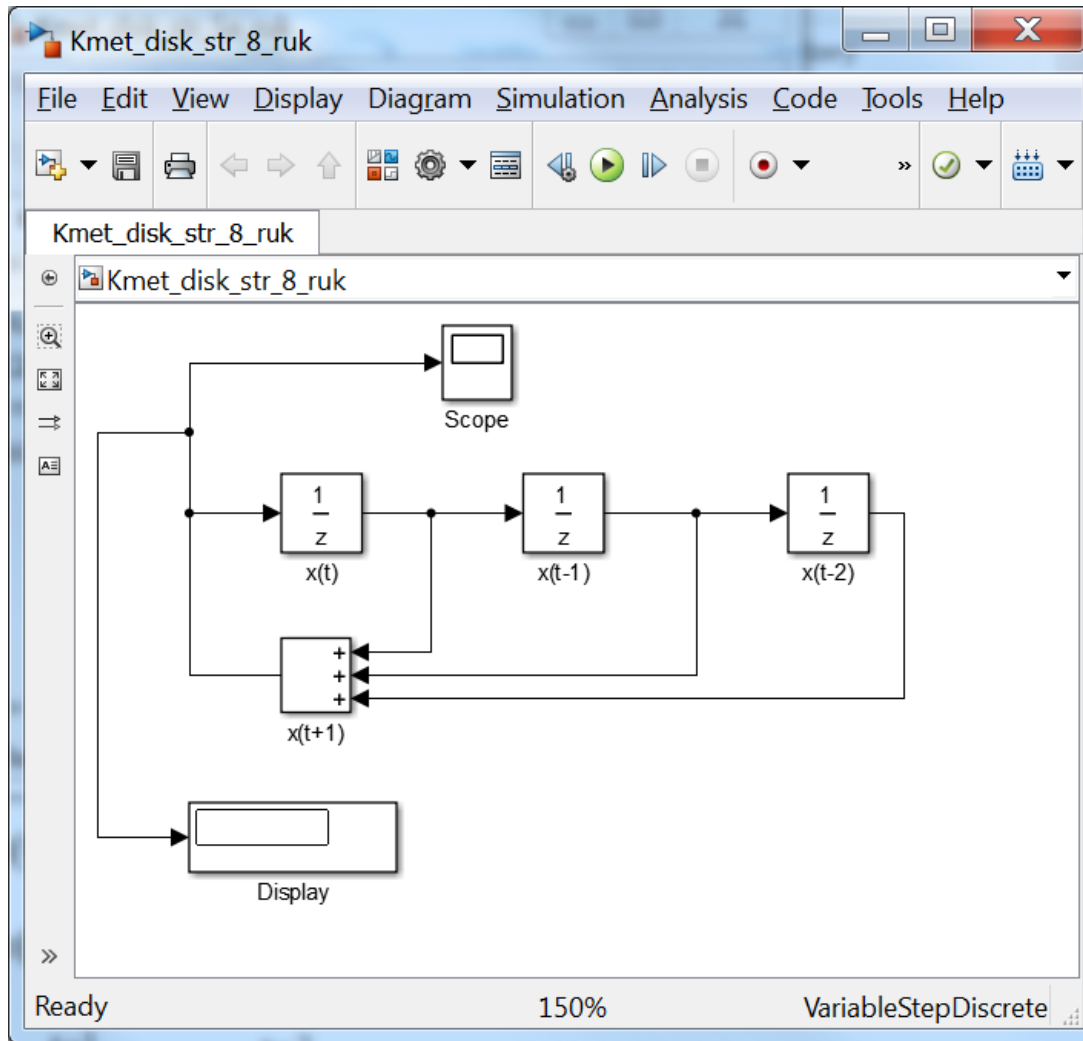 Kmet_disk_str_8_ruk
File Edit View Display Diagram Simulation Analysis Code Tools Help
»
Kmet_disk_str_8_ruk
Kmet_disk_str_8_ruk
Scope
1
z
x(t)
1
z
x(t-1)
1
z
x(t-2)
+
+
+
x(t+1)
Display
»
Ready 150% VariableStepDiscrete